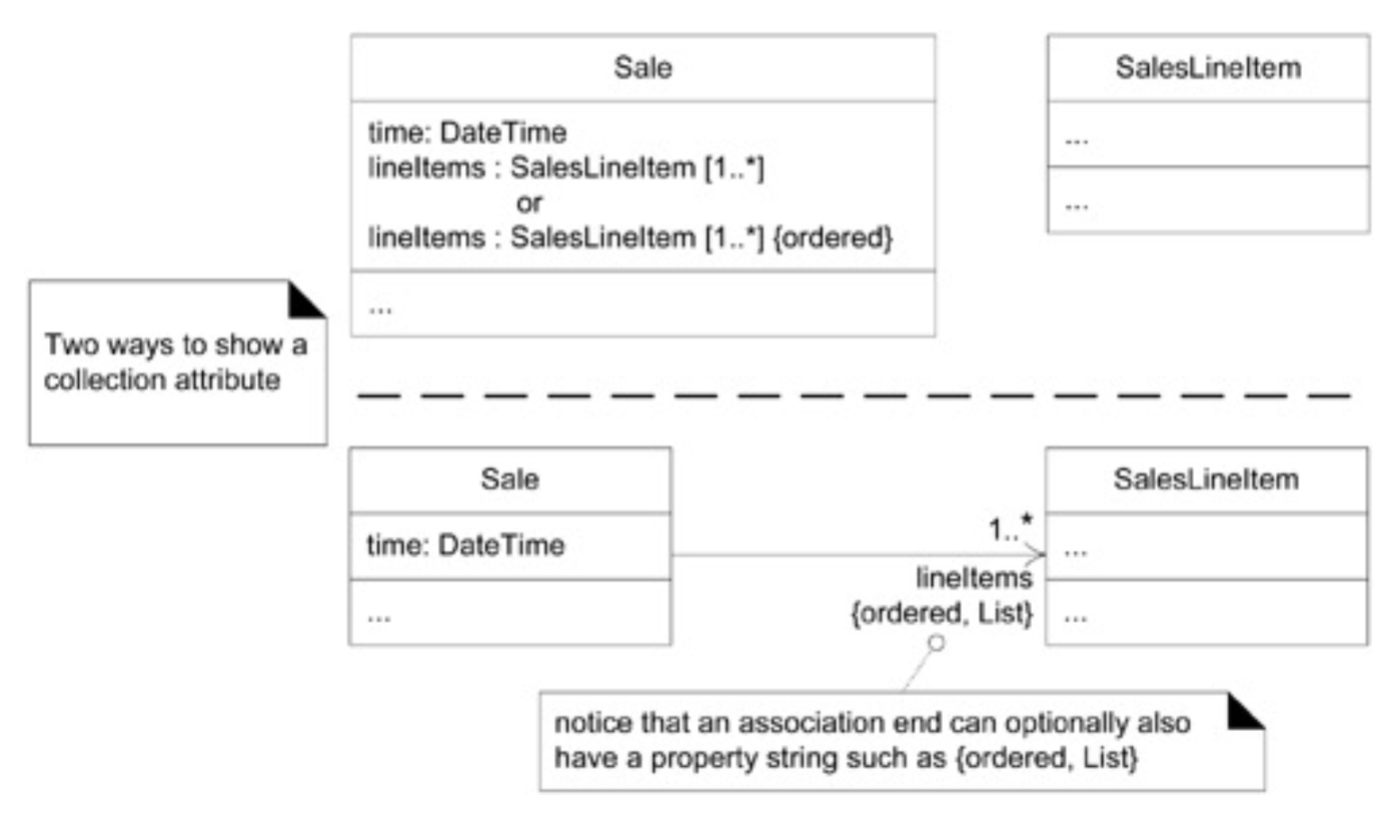 Sale
time: DateTime
lineItems : SalesLineItem [1..*]
or
lineItems : SalesLineItem [1..*] {ordered}
...
SalesLineItem
...
...
Two ways to show a
collection attribute
Sale
time: DateTime
...
1..*
lineItems
{ordered, List}
SalesLineItem
...
...
notice that an association end can optionally also
have a property string such as {ordered, List}